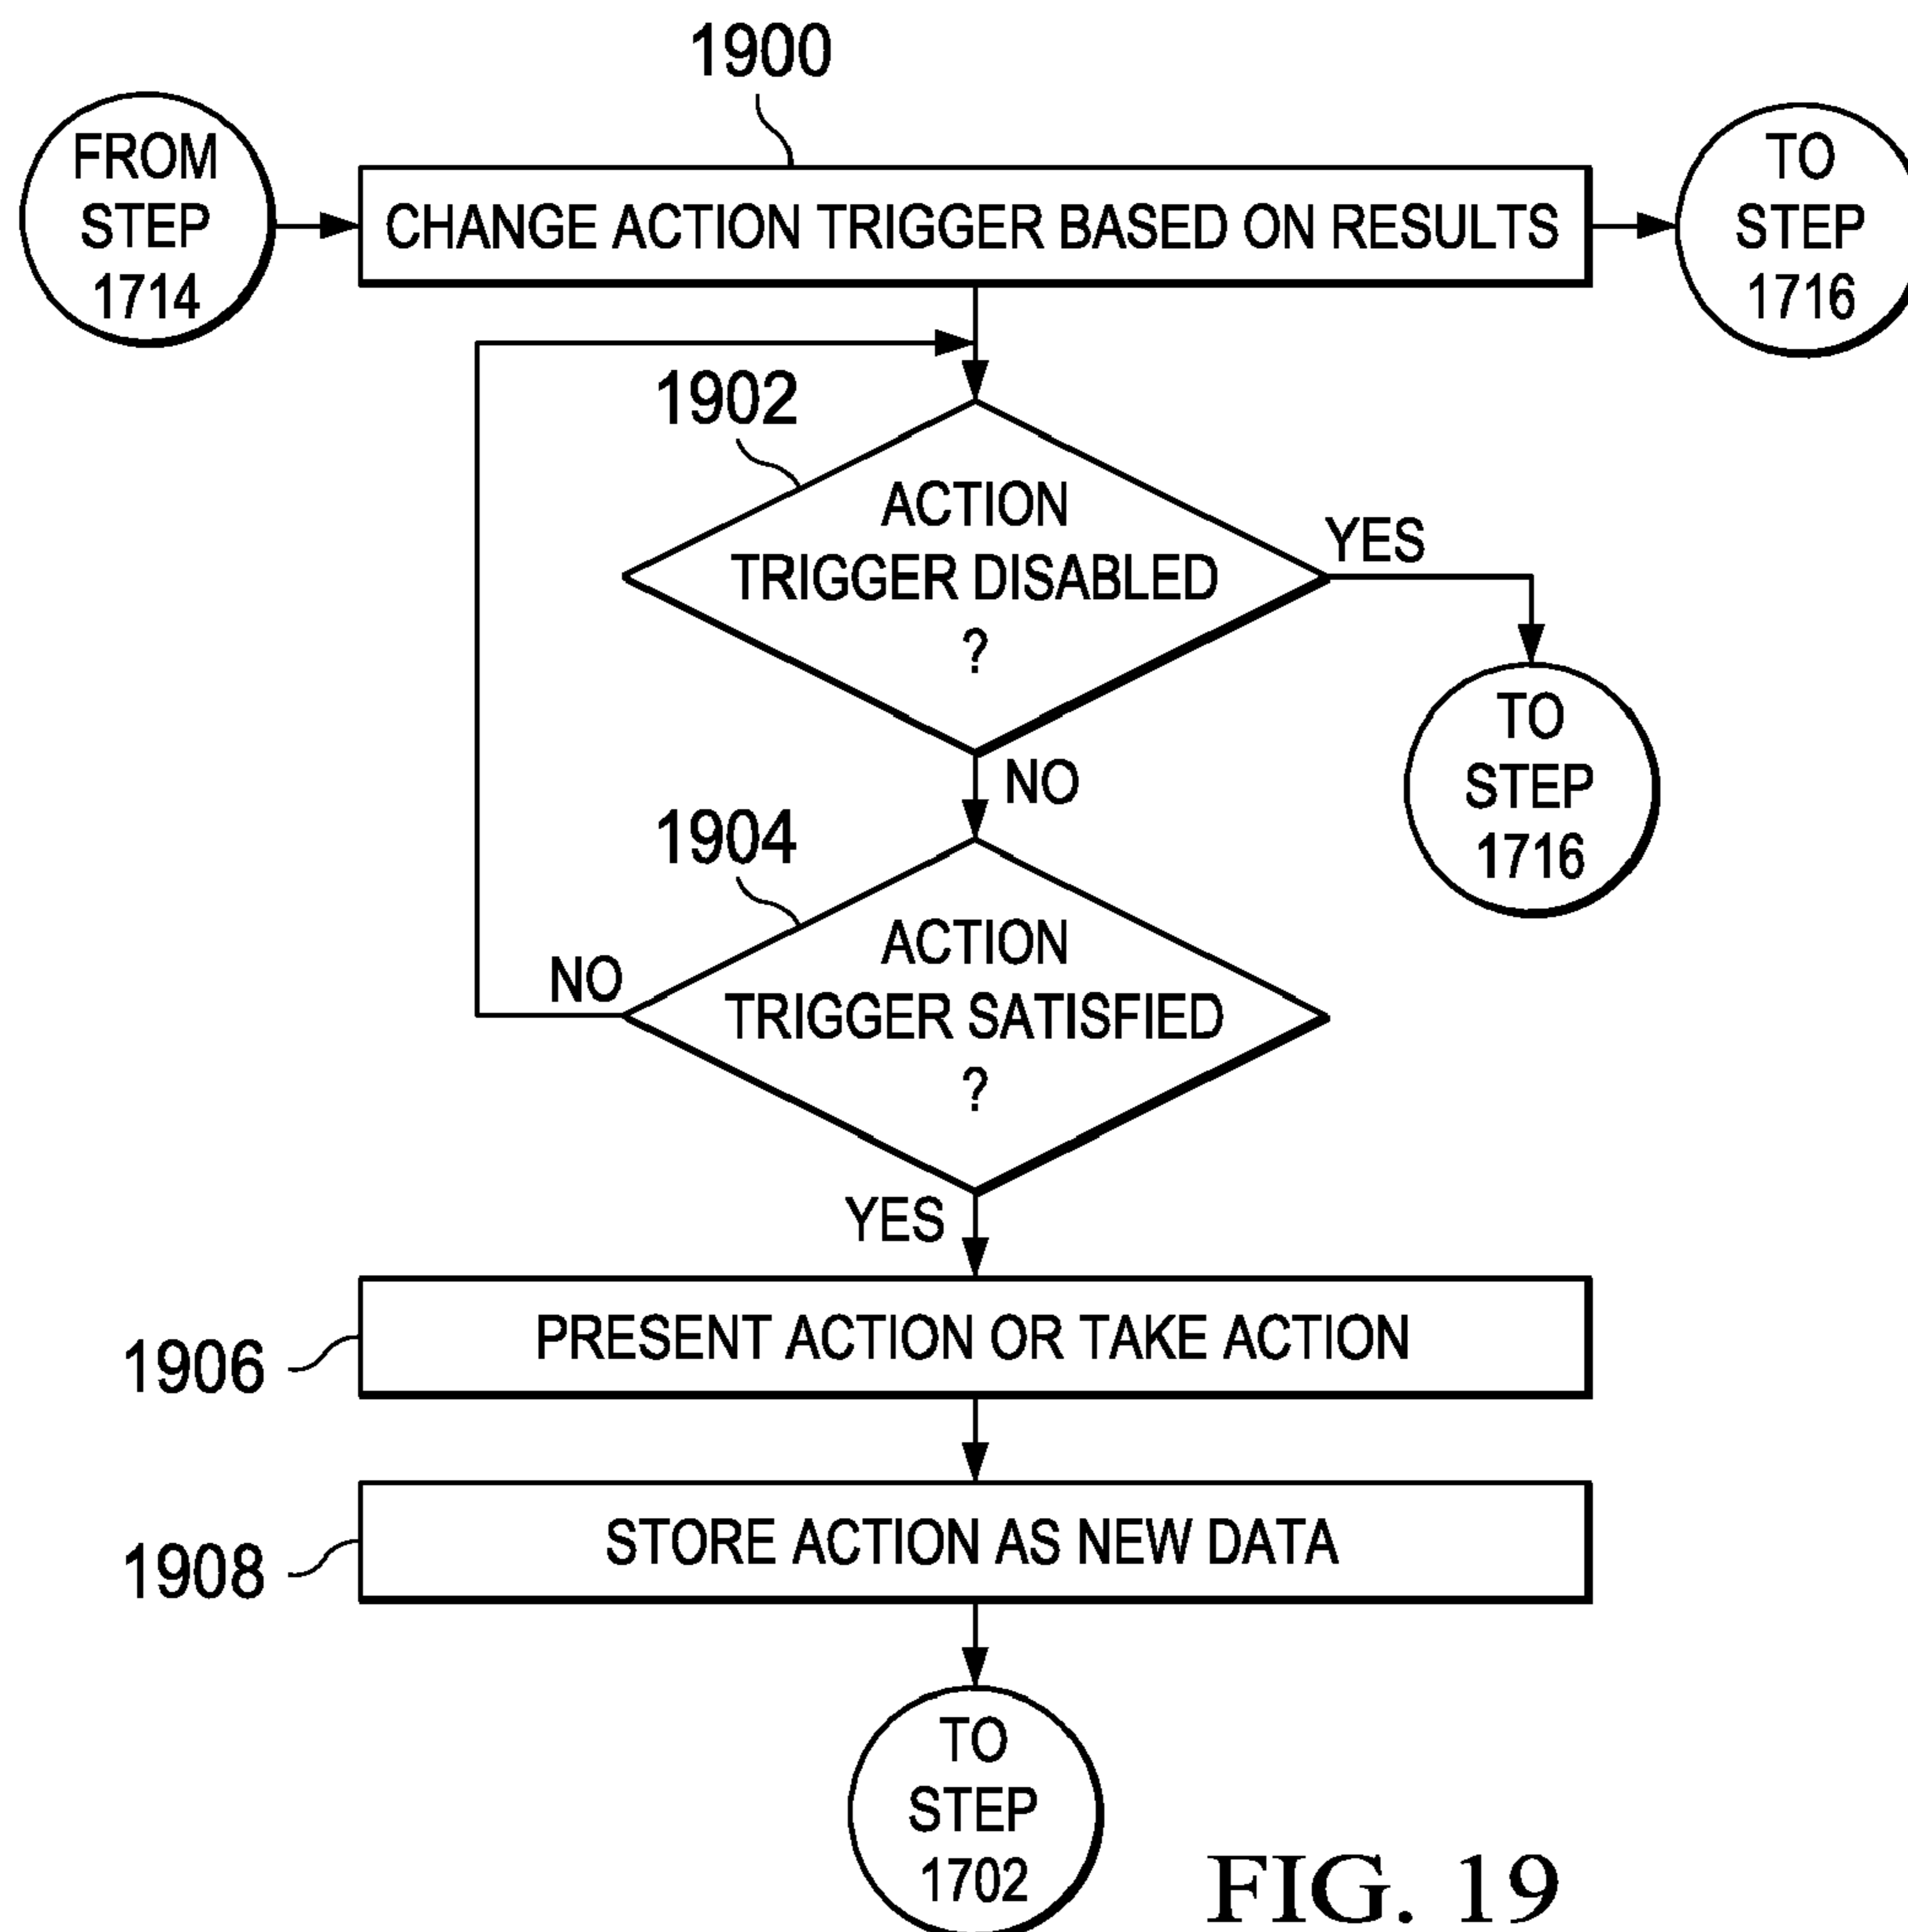 1900
FROM
STEP
1714
CHANGE ACTION TRIGGER BASED ON RESULTS
TO
STEP
1716
1902
ACTION
TRIGGER DISABLED
?
YES
TO
STEP
1716
NO
1904
ACTION
TRIGGER SATISFIED
?
NO
YES
1906
PRESENT ACTION OR TAKE ACTION
1908
STORE ACTION AS NEW DATA
TO
STEP
1702
FIG. 19